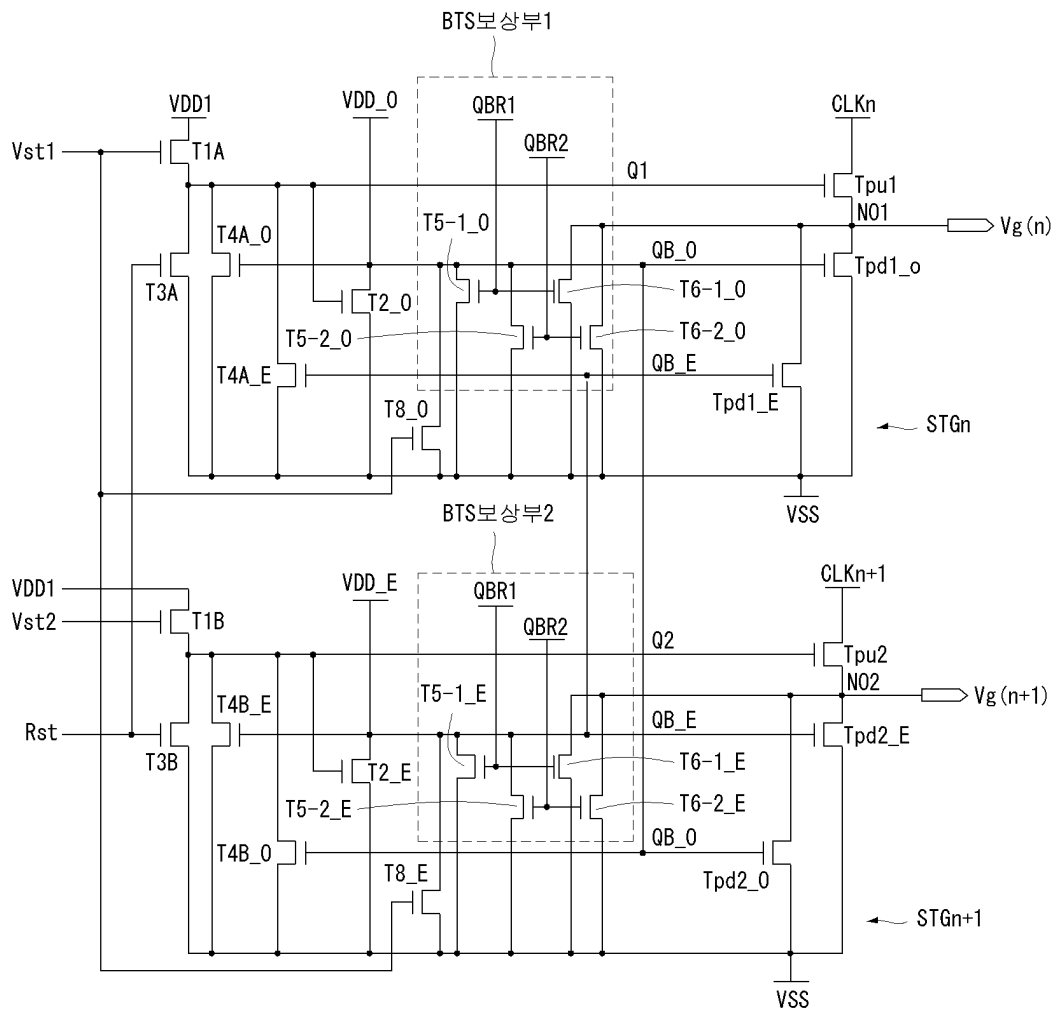 BTS보상부1
VDD1
VDD_O
QBR1
CLKn
Vst1
T1A
QBR2
Q1
Tpu1
NO1
Vg(n)
T4A_O
T5-1_O
QB_O
T3A
T2_O
T6-1_O
Tpd1_o
T5-2_O
T6-2_O
T4A_E
QB_E
Tpd1_E
T8_O
STGn
VSS
BTS보상부2
VDD1
VDD_E
QBR1
CLKn+1
Vst2
T1B
QBR2
Q2
Tpu2
NO2
Vg(n+1)
T4B_E
T5-1_E
QB_E
Rst
T3B
T2_E
T6-1_E
Tpd2_E
T5-2_E
T6-2_E
T4B_O
QB_O
T8_E
Tpd2_O
STGn+1
VSS